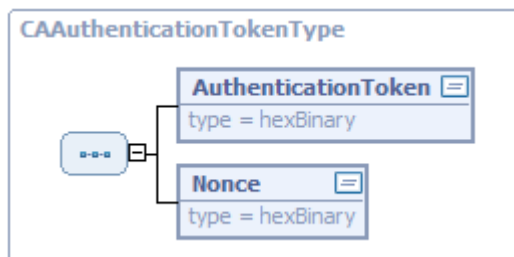 CAAuthenticationTokenType
AuthenticationToken
type = hexBinary
Nonce
type = hexBinary